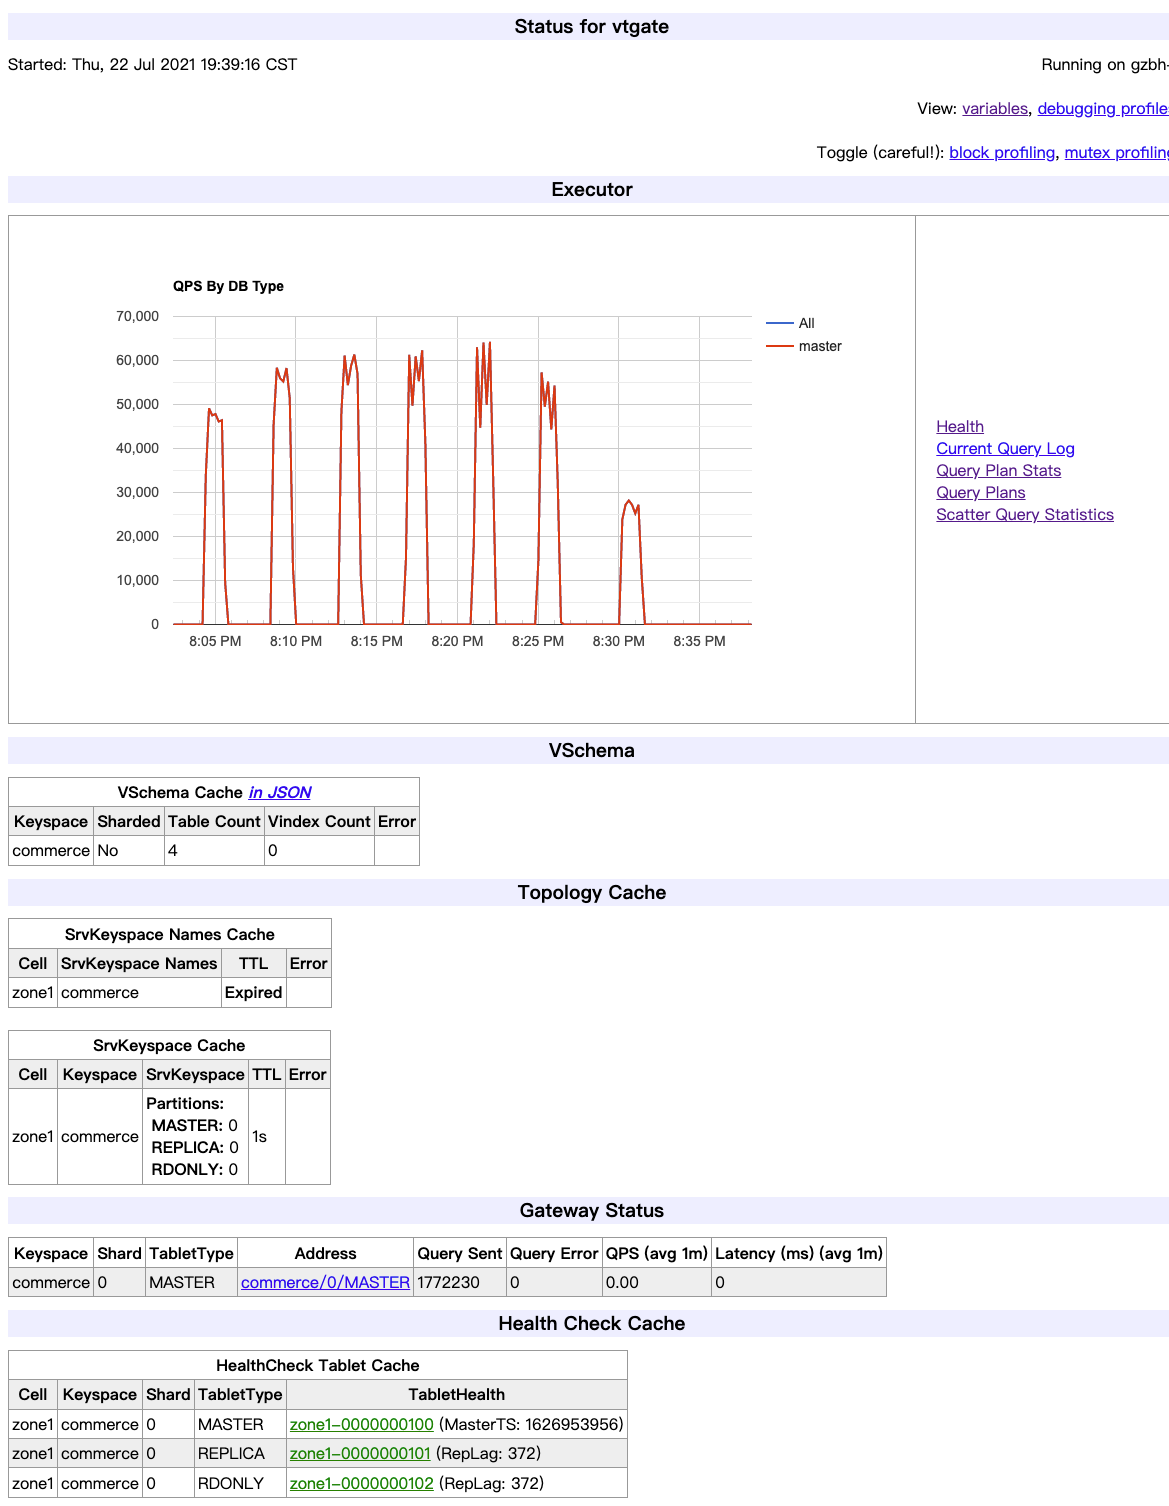 Status for vtgate
Started: Thu, 22 Jul 2021 19:39:16 CST
Running on gzbh-
View: variables, debugging profiles
Toggle (careful!): block profiling, mutex profiling
Executor
QPS By DB Type
70,000
60,000
50,000
40,000
30,000
20,000
10,000
0
8:05 PM 8:10 PM 8:15 PM 8:20 PM 8:25 PM 8:30 PM 8:35 PM
All
master
Health
Current Query Log
Query Plan Stats
Query Plans
Scatter Query Statistics
VSchema
VSchema Cache in JSON
Keyspace Sharded Table Count Vindex Count Error
commerce No 4 0
Topology Cache
SrvKeyspace Names Cache
Cell SrvKeyspace Names TTL Error
zone1 commerce Expired
SrvKeyspace Cache
Cell Keyspace SrvKeyspace TTL Error
zone1 commerce Partitions: 1s
MASTER: 0
REPLICA: 0
RDONLY: 0
Gateway Status
Keyspace Shard TabletType Address Query Sent Query Error QPS (avg 1m) Latency (ms) (avg 1m)
commerce 0 MASTER commerce/0/MASTER 1772230 0 0.00 0
Health Check Cache
HealthCheck Tablet Cache
Cell Keyspace Shard TabletType TabletHealth
zone1 commerce 0 MASTER zone1-0000000100 (MasterTS: 1626953956)
zone1 commerce 0 REPLICA zone1-0000000101 (RepLag: 372)
zone1 commerce 0 RDONLY zone1-0000000102 (RepLag: 372)